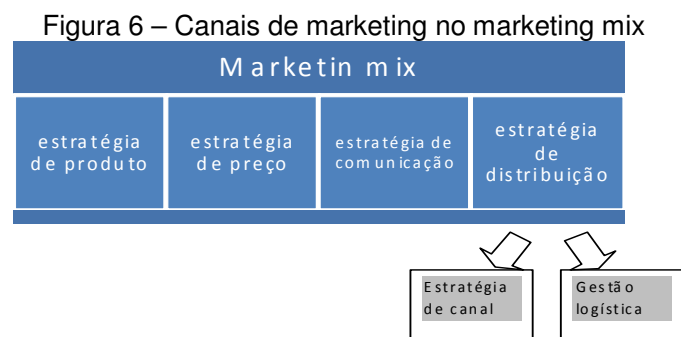 Figura 6 – Canais de marketing no marketing mix
Marketin mix
estratégia
de produto
estratégia
de preço
estratégia de
comunicação
estratégia
de
distribuição
Estratégia
de canal
Gestão
logística